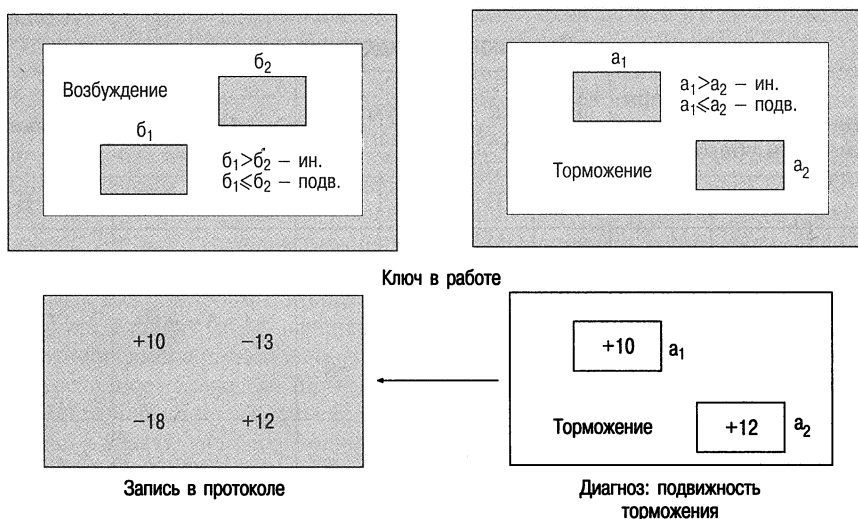 б₂
Возбуждение
б₁
б₁>б₂ – ин.
б₁⩽б₂ – подв.
а₁
а₁>а₂ – ин.
а₁⩽а₂ – подв.
Торможение
а₂
Ключ в работе
+10 –13
–18 +12
Запись в протоколе
+10 а₁
Торможение +12 а₂
Диагноз: подвижность
торможения